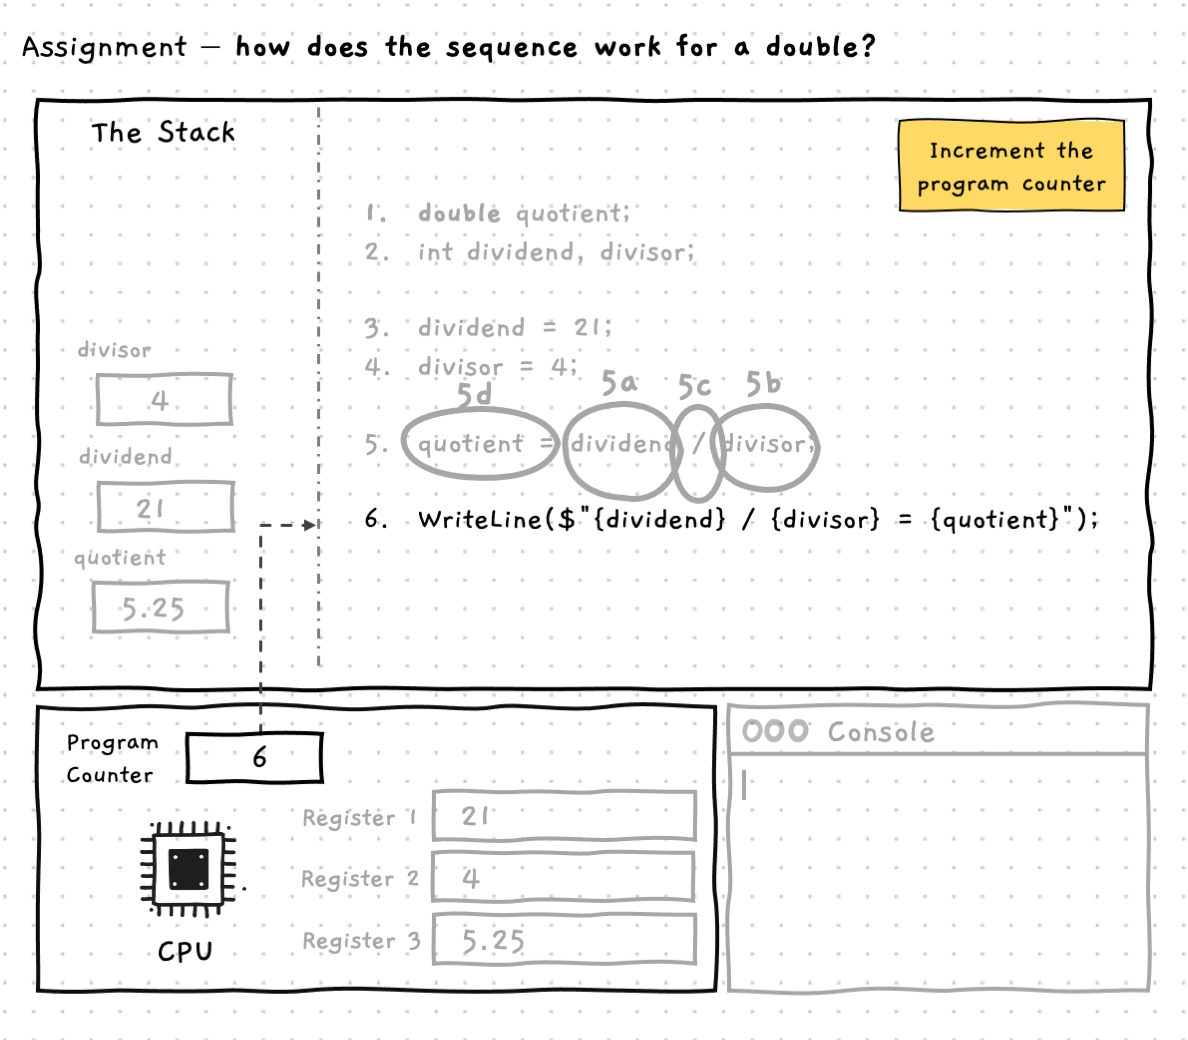 Assignment — how does the sequence work for a double?
The Stack
Increment the
program counter
1. double quotient;
2. int dividend, divisor;
3. dividend = 21;
4. divisor = 4;
5d 5a 5c 5b
5. quotient = dividend / divisor;
6. WriteLine($"{dividend} / {divisor} = {quotient}");
divisor
4
dividend
21
quotient
5.25
Program
Counter
6
CPU
Register 1 21
Register 2 4
Register 3 5.25
Console